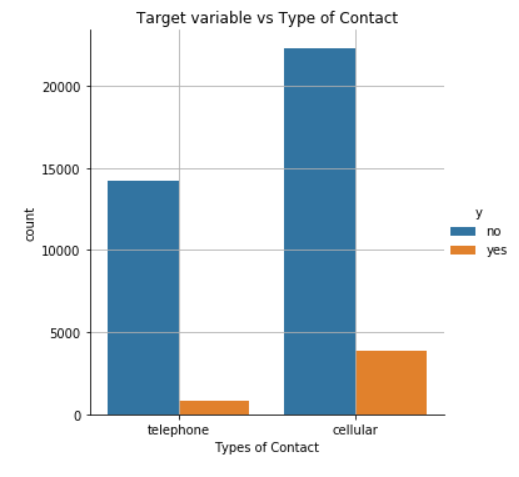 Target variable vs Type of Contact
20000
15000
10000
5000
0
count
telephone
cellular
Types of Contact
y
no
yes